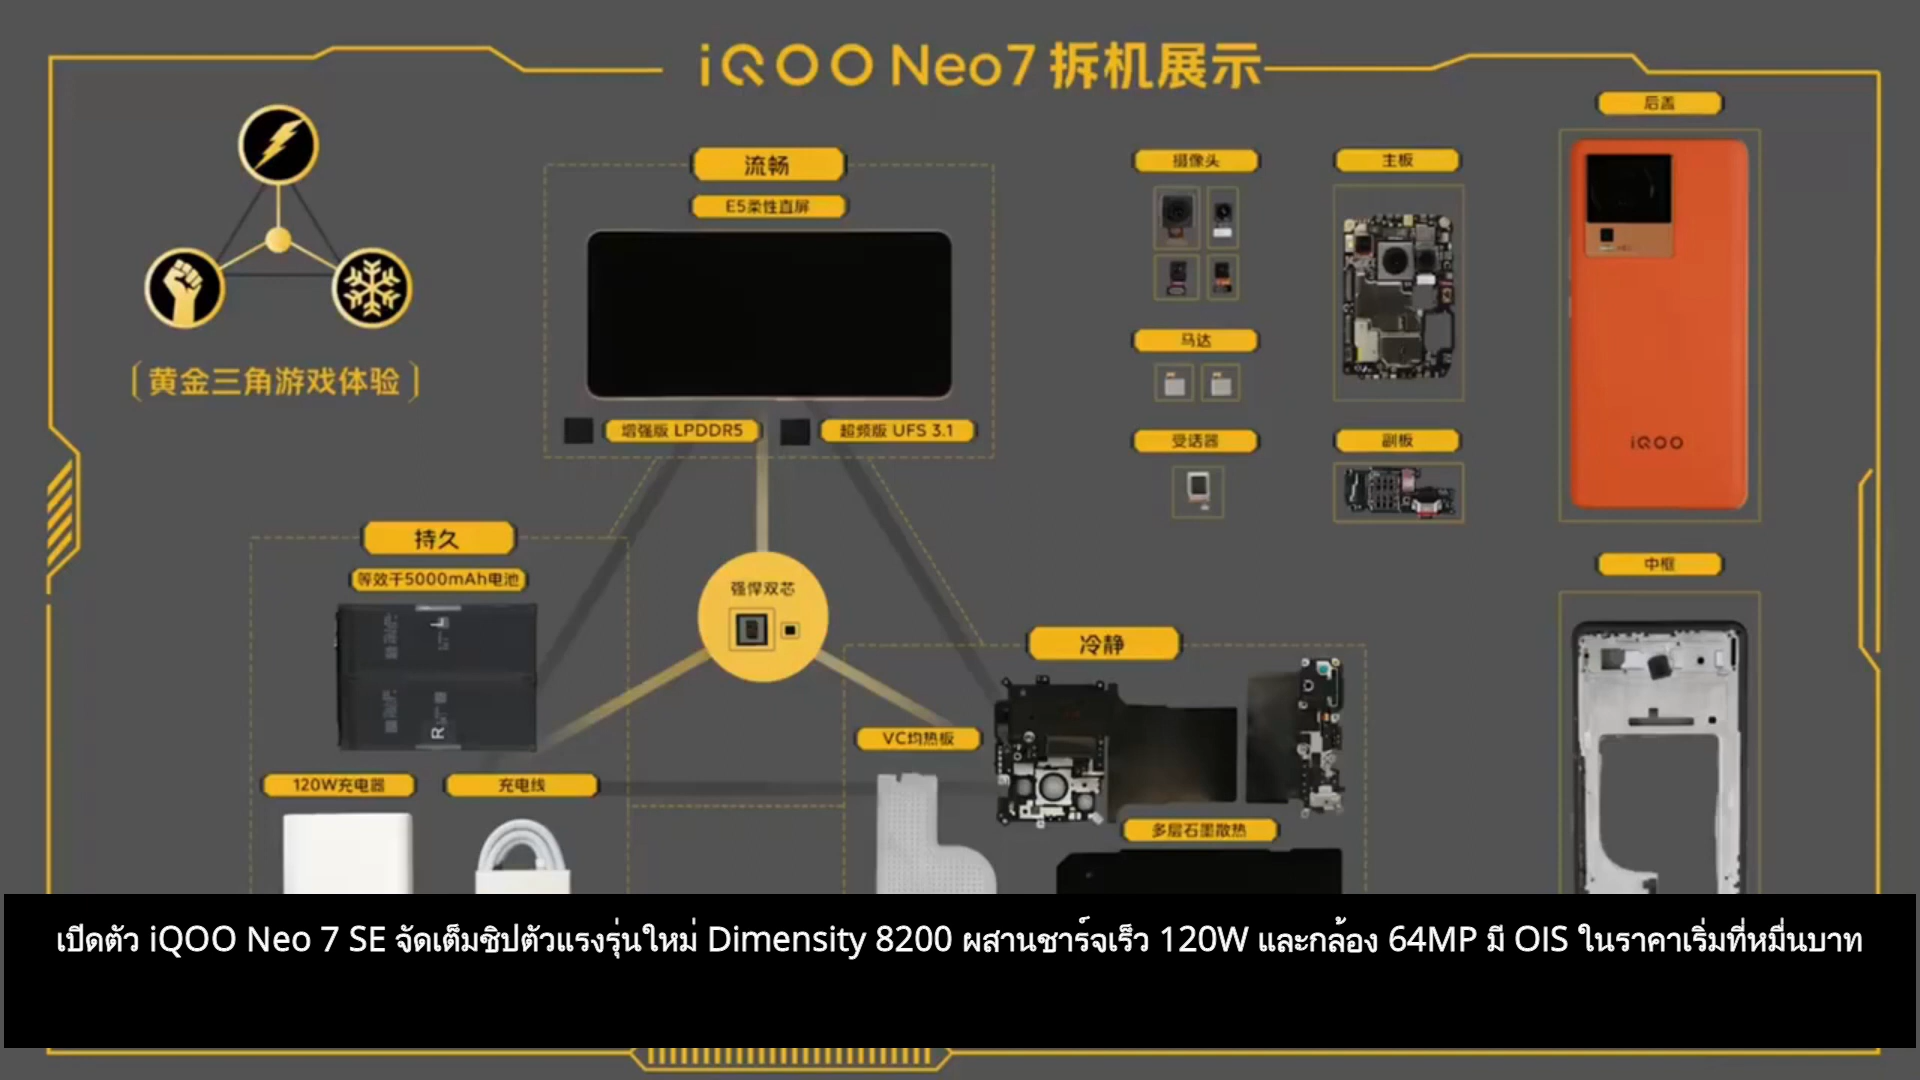 iQOO Neo7 拆机展示
后盖
流畅
摄像头
主板
E5柔性直屏
马达
黄金三角游戏体验
增强版 LPDDR5
超频版 UFS 3.1
受话器
副板
iQOO
持久
中框
等效于5000mAh电池
强悍双芯
冷静
L
R
VC均热板
120W充电器
充电线
多层石墨散热
เปิดตัว iQOO Neo 7 SE จัดเต็มชิปตัวแรงรุ่นใหม่ Dimensity 8200 ผสานชาร์จเร็ว 120W และกล้อง 64MP มี OIS ในราคาเริ่มที่หมื่นบาท